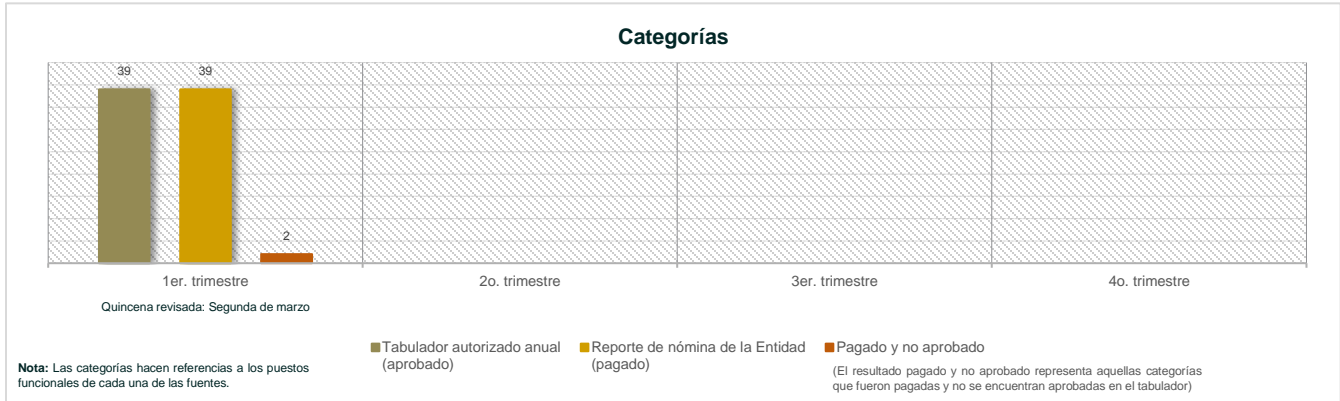 Categorías
39
39
2
1er. trimestre
2o. trimestre
3er. trimestre
4o. trimestre
Quincena revisada: Segunda de marzo
Tabulador autorizado anual
(aprobado)
Reporte de nómina de la Entidad
(pagado)
Pagado y no aprobado
(El resultado pagado y no aprobado representa aquellas categorías
que fueron pagadas y no se encuentran aprobadas en el tabulador)
Nota: Las categorías hacen referencias a los puestos
funcionales de cada una de las fuentes.